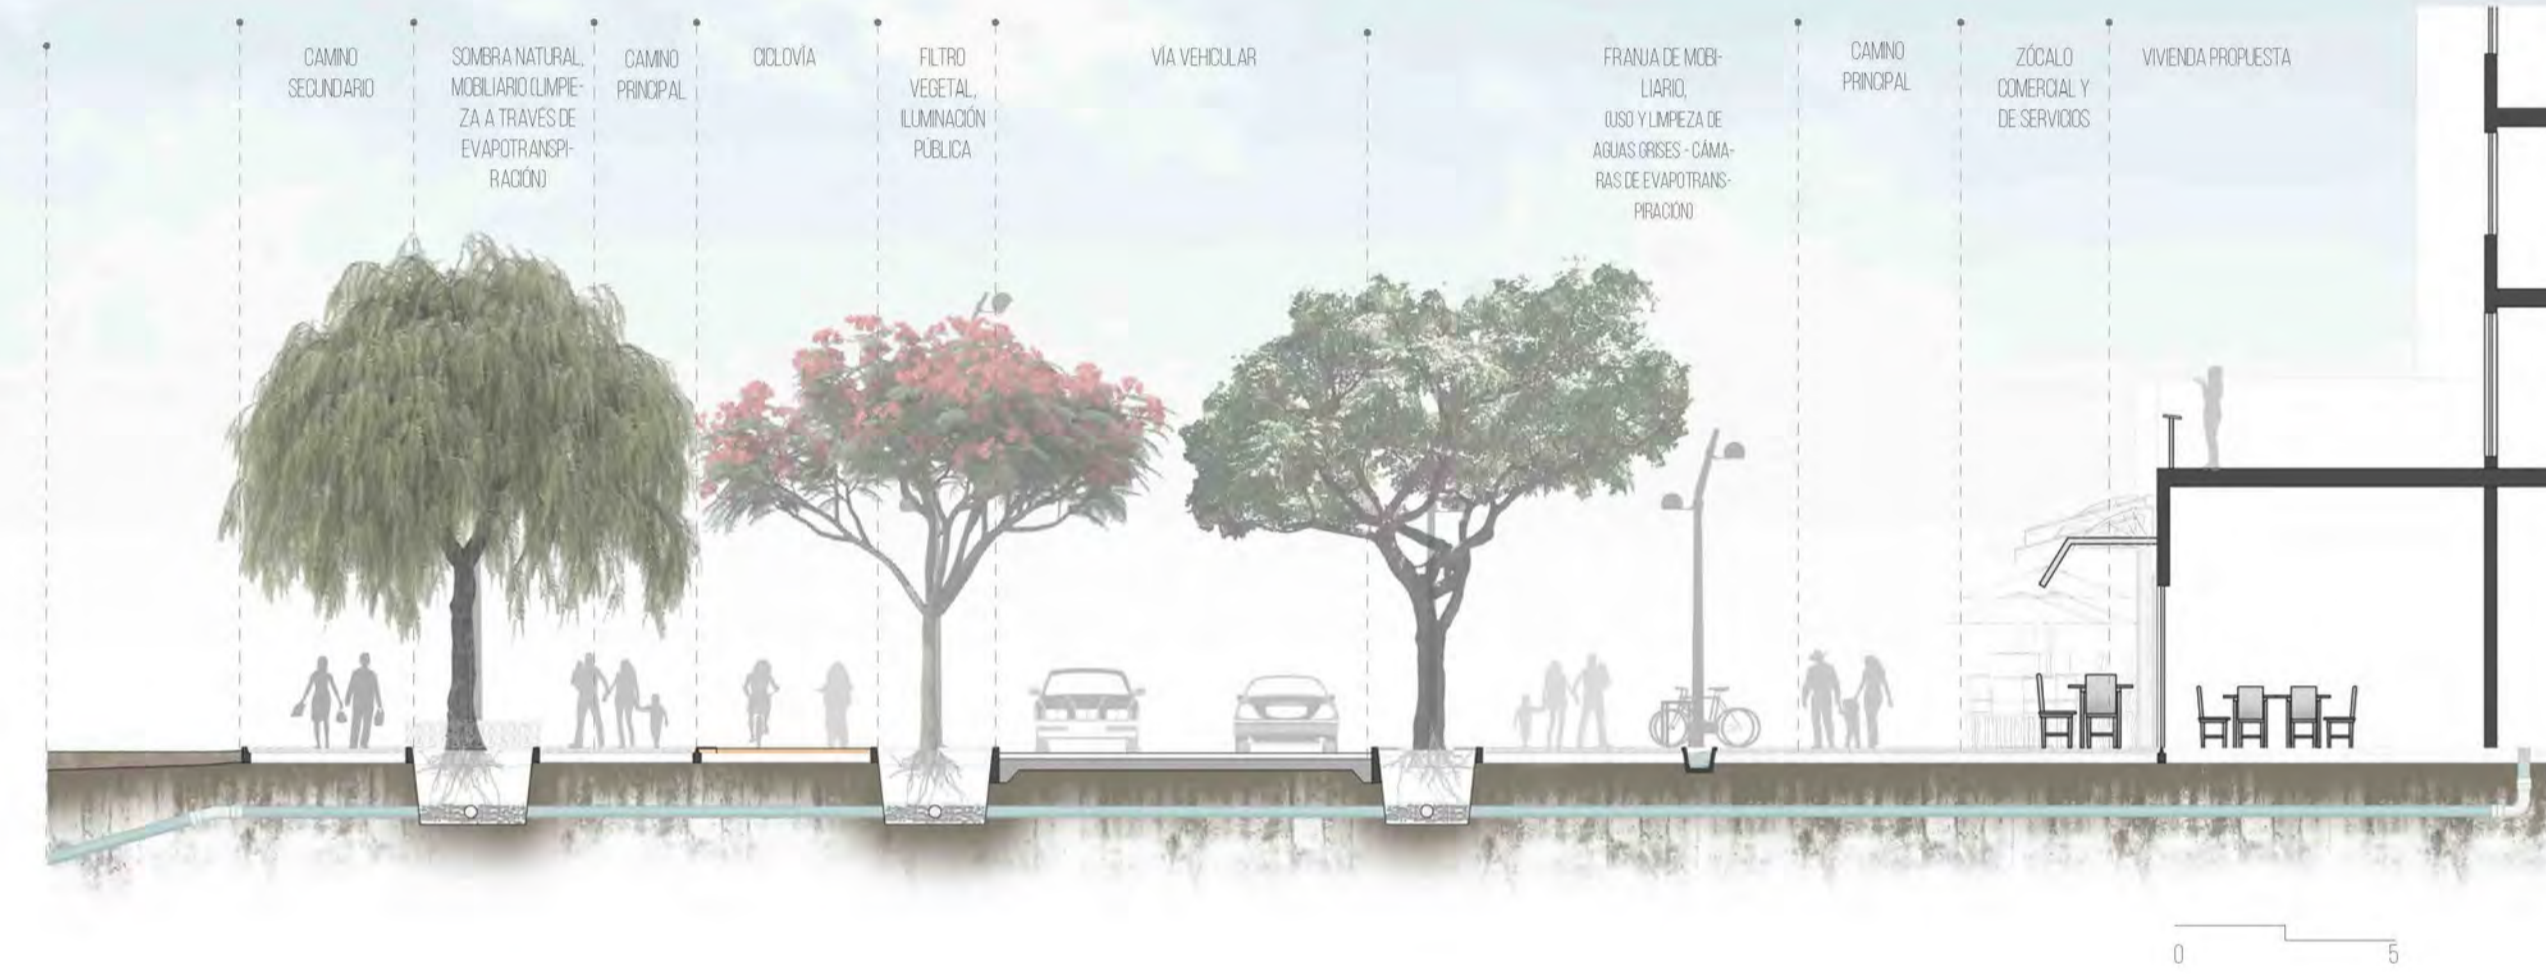 CAMINO
SECUNDARIO
SOMBRA NATURAL,
MOBILIARIO (LIMPIE-
ZA A TRAVÉS DE
EVAPOTRANSPI-
RACIÓN)
CAMINO
PRINCIPAL
CICLOVÍA
FILTRO
VEGETAL,
ILUMINACIÓN
PÚBLICA
VÍA VEHICULAR
FRANJA DE MOBI-
LIARIO,
(USO Y LIMPIEZA DE
AGUAS GRISES - CÁMA-
RAS DE EVAPOTRANS-
PIRACIÓN)
CAMINO
PRINCIPAL
ZÓCALO
COMERCIAL Y
DE SERVICIOS
VIVIENDA PROPUESTA
0 5